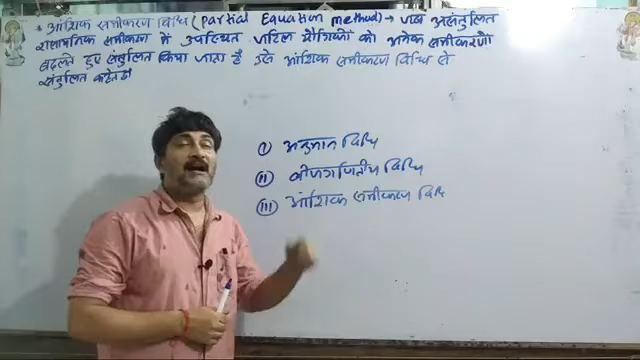 * आंशिक समीकरण विधि (Partial Equation Method) → जब असंतुलित
रासायनिक समीकरण में उपस्थित जटिल यौगिकों को अनेक समीकरणों
बदलते हुए संतुलित किया जाता है उसे आंशिक समीकरण विधि से
संतुलित कहते हैं
(i) अनुमान विधि
(ii) बीजगणितीय विधि
(iii) आंशिक समीकरण विधि